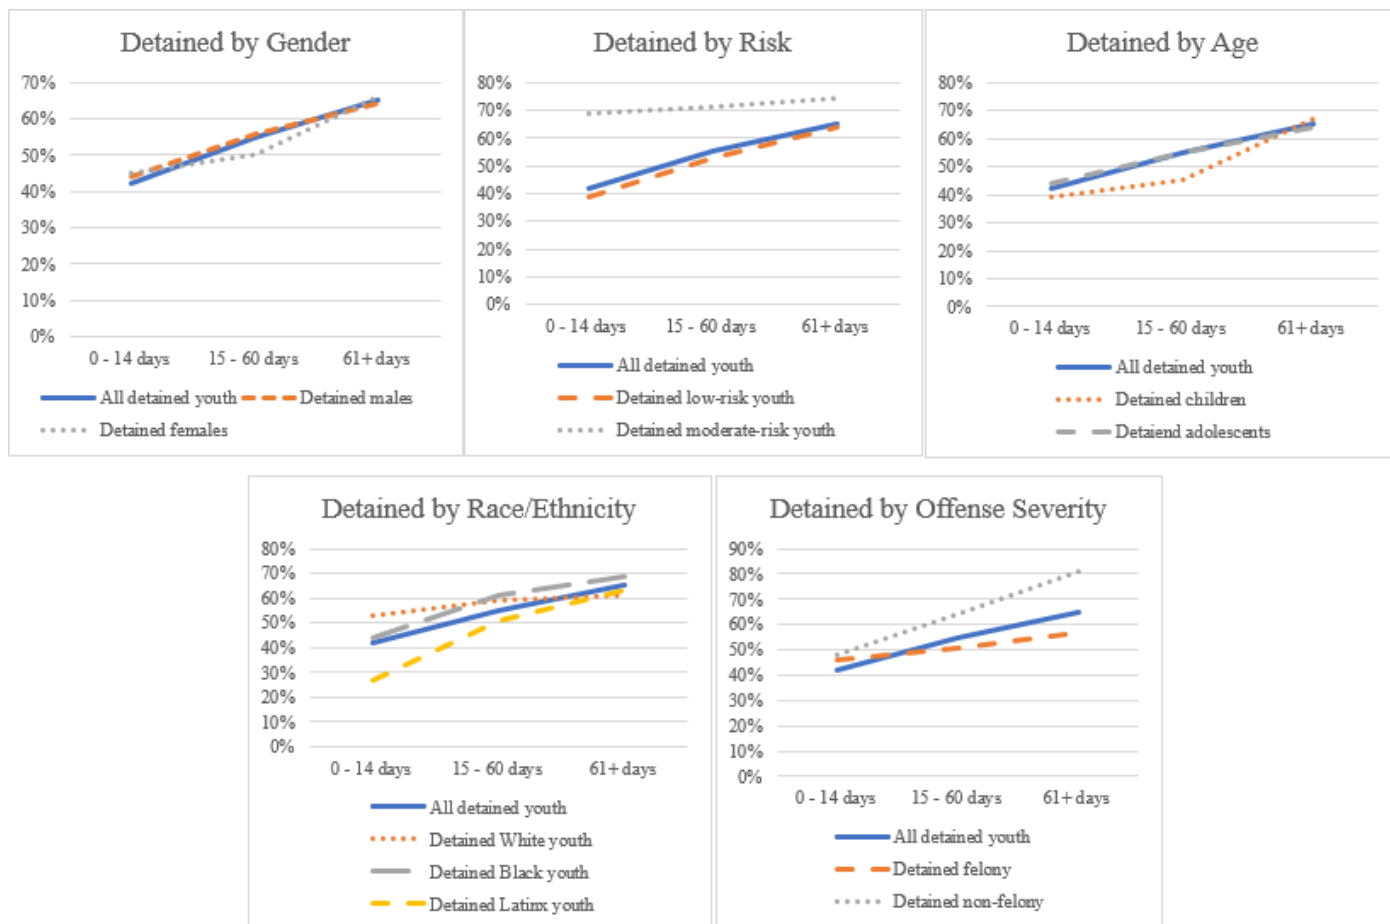 Detained by Gender
70%
60%
50%
40%
30%
20%
10%
0%
0 - 14 days 15 - 60 days 61+ days
All detained youth Detained males
Detained females
Detained by Risk
80%
70%
60%
50%
40%
30%
20%
10%
0%
0 - 14 days 15 - 60 days 61+ days
All detained youth
Detained low-risk youth
Detained moderate-risk youth
Detained by Age
80%
70%
60%
50%
40%
30%
20%
10%
0%
0 - 14 days 15 - 60 days 61+ days
All detained youth
Detained children
Detaiend adolescents
Detained by Race/Ethnicity
80%
70%
60%
50%
40%
30%
20%
10%
0%
0 - 14 days 15 - 60 days 61+ days
All detained youth
Detained White youth
Detained Black youth
Detained Latinx youth
Detained by Offense Severity
90%
80%
70%
60%
50%
40%
30%
20%
10%
0%
0 - 14 days 15 - 60 days 61+ days
All detained youth
Detained felony
Detained non-felony